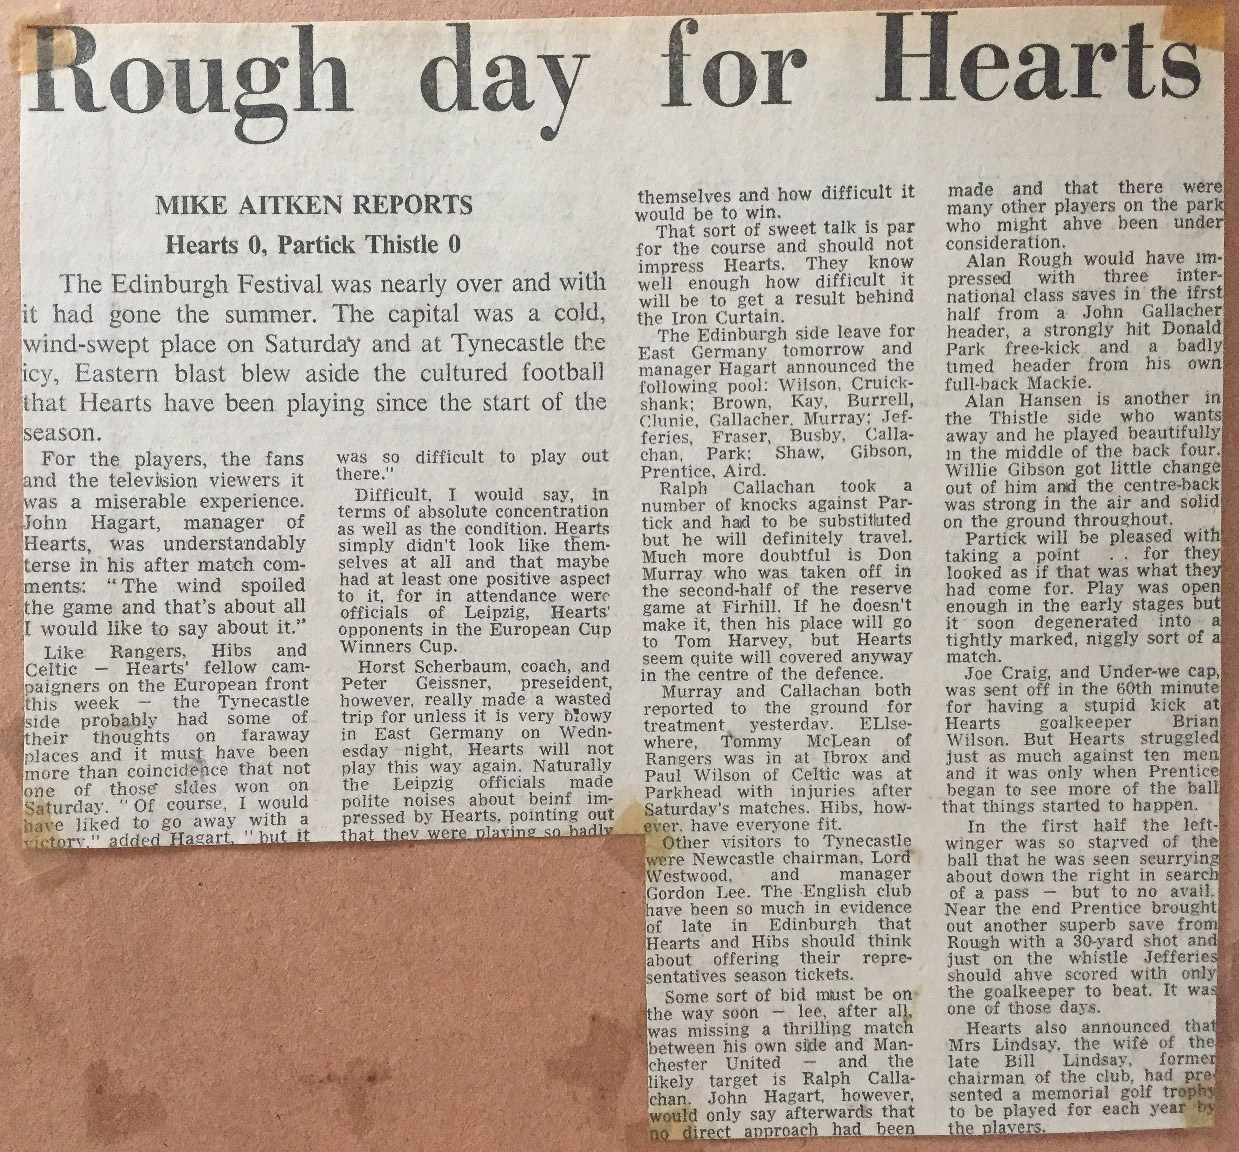 Rough day for Hearts
MIKE AITKEN REPORTS
Hearts 0, Partick Thistle 0
The Edinburgh Festival was nearly over and with
it had gone the summer. The capital was a cold,
wind-swept place on Saturday and at Tynecastle the
icy, Eastern blast blew aside the cultured football
that Hearts have been playing since the start of the
season.
For the players, the fans
and the television viewers it
was a miserable experience.
John Hagart, manager of
Hearts, was understandably
terse in his after match com-
ments: "The wind spoiled
the game and that's about all
I would like to say about it."
Like Rangers, Hibs and
Celtic — Hearts' fellow cam-
paigners on the European front
this week — the Tynecastle
side probably had some of
their thoughts on faraway
places and it must have been
more than coincidence that not
one of those sides won on
Saturday. "Of course, I would
have liked to go away with a
victory," added Hagart, "but it
was so difficult to play out
there."
Difficult, I would say, in
terms of absolute concentration
as well as the condition. Hearts
simply didn't look like them-
selves at all and that maybe
had at least one positive aspect
to it, for in attendance were
officials of Leipzig, Hearts'
opponents in the European Cup
Winners Cup.
Horst Scherbaum, coach, and
Peter Geissner, preseident,
however, really made a wasted
trip for unless it is very blowy
in East Germany on Wedn-
esday night, Hearts will not
play this way again. Naturally
the Leipzig officials made
polite noises about beinf im-
pressed by Hearts, pointing out
that they were playing so badly
themselves and how difficult it
would be to win.
That sort of sweet talk is par
for the course and should not
impress Hearts. They know
well enough how difficult it
will be to get a result behind
the Iron Curtain.
The Edinburgh side leave for
East Germany tomorrow and
manager Hagart announced the
following pool: Wilson, Cruick-
shank; Brown, Kay, Burrell,
Clunie, Gallacher, Murray; Jef-
feries, Fraser, Busby, Calla-
chan, Park; Shaw, Gibson,
Prentice, Aird.
Ralph Callachan took a
number of knocks against Par-
tick and had to be substituted
but he will definitely travel.
Much more doubtful is Don
Murray who was taken off in
the second-half of the reserve
game at Firhill. If he doesn't
make it, then his place will go
to Tom Harvey, but Hearts
seem quite will covered anyway
in the centre of the defence.
Murray and Callachan both
reported to the ground for
treatment yesterday. ELlse-
where, Tommy McLean of
Rangers was in at Ibrox and
Paul Wilson of Celtic was at
Parkhead with injuries after
Saturday's matches. Hibs, how-
ever, have everyone fit.
Other visitors to Tynecastle
were Newcastle chairman, Lord
Westwood, and manager
Gordon Lee. The English club
have been so much in evidence
of late in Edinburgh that
Hearts and Hibs should think
about offering their repre-
sentatives season tickets.
Some sort of bid must be on
the way soon — lee, after all,
was missing a thrilling match
between his own side and Man-
chester United — and the
likely target is Ralph Calla-
chan. John Hagart, however,
would only say afterwards that
no direct approach had been
made and that there were
many other players on the park
who might ahve been under
consideration.
Alan Rough would have im-
pressed with three inter-
national class saves in the ifrst
half from a John Gallacher
header, a strongly hit Donald
Park free-kick and a badly
timed header from his own
full-back Mackie.
Alan Hansen is another in
the Thistle side who wants
away and he played beautifully
in the middle of the back four.
Willie Gibson got little change
out of him and the centre-back
was strong in the air and solid
on the ground throughout.
Partick will be pleased with
taking a point . . for they
looked as if that was what they
had come for. Play was open
enough in the early stages but
it soon degenerated into a
tightly marked, niggly sort of a
match.
Joe Craig, and Under-we cap,
was sent off in the 60th minute
for having a stupid kick at
Hearts goalkeeper Brian
Wilson. But Hearts struggled
just as much against ten men
and it was only when Prentice
began to see more of the ball
that things started to happen.
In the first half the left-
winger was so starved of the
ball that he was seen seurrying
about down the right in search
of a pass — but to no avail.
Near the end Prentice brought
out another superb save from
Rough with a 30-yard shot and
just on the whistle Jefferies
should ahve scored with only
the goalkeeper to beat. It was
one of those days.
Hearts also announced that
Mrs Lindsay, the wife of the
late Bill Lindsay, former
chairman of the club, had pre-
sented a memorial golf trophy
to be played for each year by
the players.